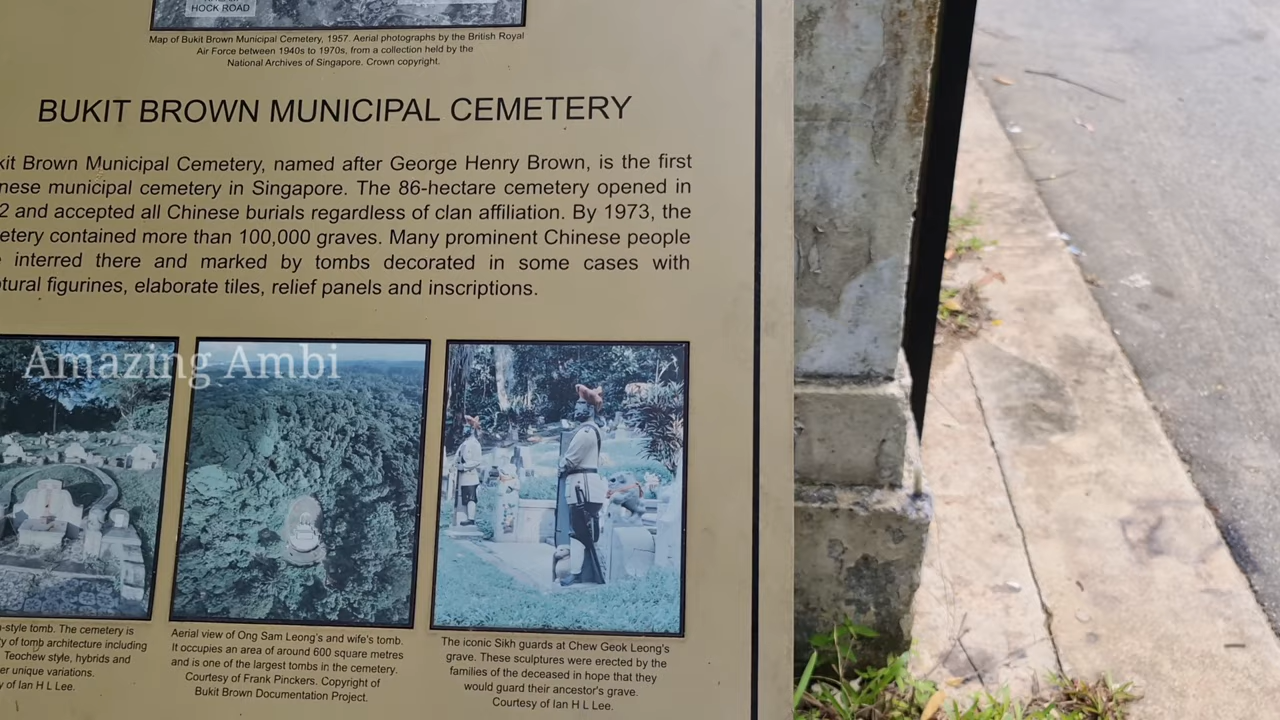 HOCK ROAD
Map of Bukit Brown Municipal Cemetery, 1957. Aerial photographs by the British Royal
Air Force between 1940s to 1970s, from a collection held by the
National Archives of Singapore. Crown copyright.
BUKIT BROWN MUNICIPAL CEMETERY
kit Brown Municipal Cemetery, named after George Henry Brown, is the first
nese municipal cemetery in Singapore. The 86-hectare cemetery opened in
2 and accepted all Chinese burials regardless of clan affiliation. By 1973, the
etery contained more than 100,000 graves. Many prominent Chinese people
e interred there and marked by tombs decorated in some cases with
tural figurines, elaborate tiles, relief panels and inscriptions.
Amazing Ambi
-style tomb. The cemetery is
y of tomb architecture including
Teochew style, hybrids and
er unique variations.
y of Ian H L Lee.
Aerial view of Ong Sam Leong's and wife's tomb.
It occupies an area of around 600 square metres
and is one of the largest tombs in the cemetery.
Courtesy of Frank Pinckers. Copyright of
Bukit Brown Documentation Project.
The iconic Sikh guards at Chew Geok Leong's
grave. These sculptures were erected by the
families of the deceased in hope that they
would guard their ancestor's grave.
Courtesy of Ian H L Lee.